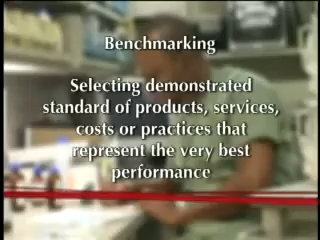 Benchmarking
Selecting demonstrated
standard of products, services,
costs or practices that
represent the very best
performance